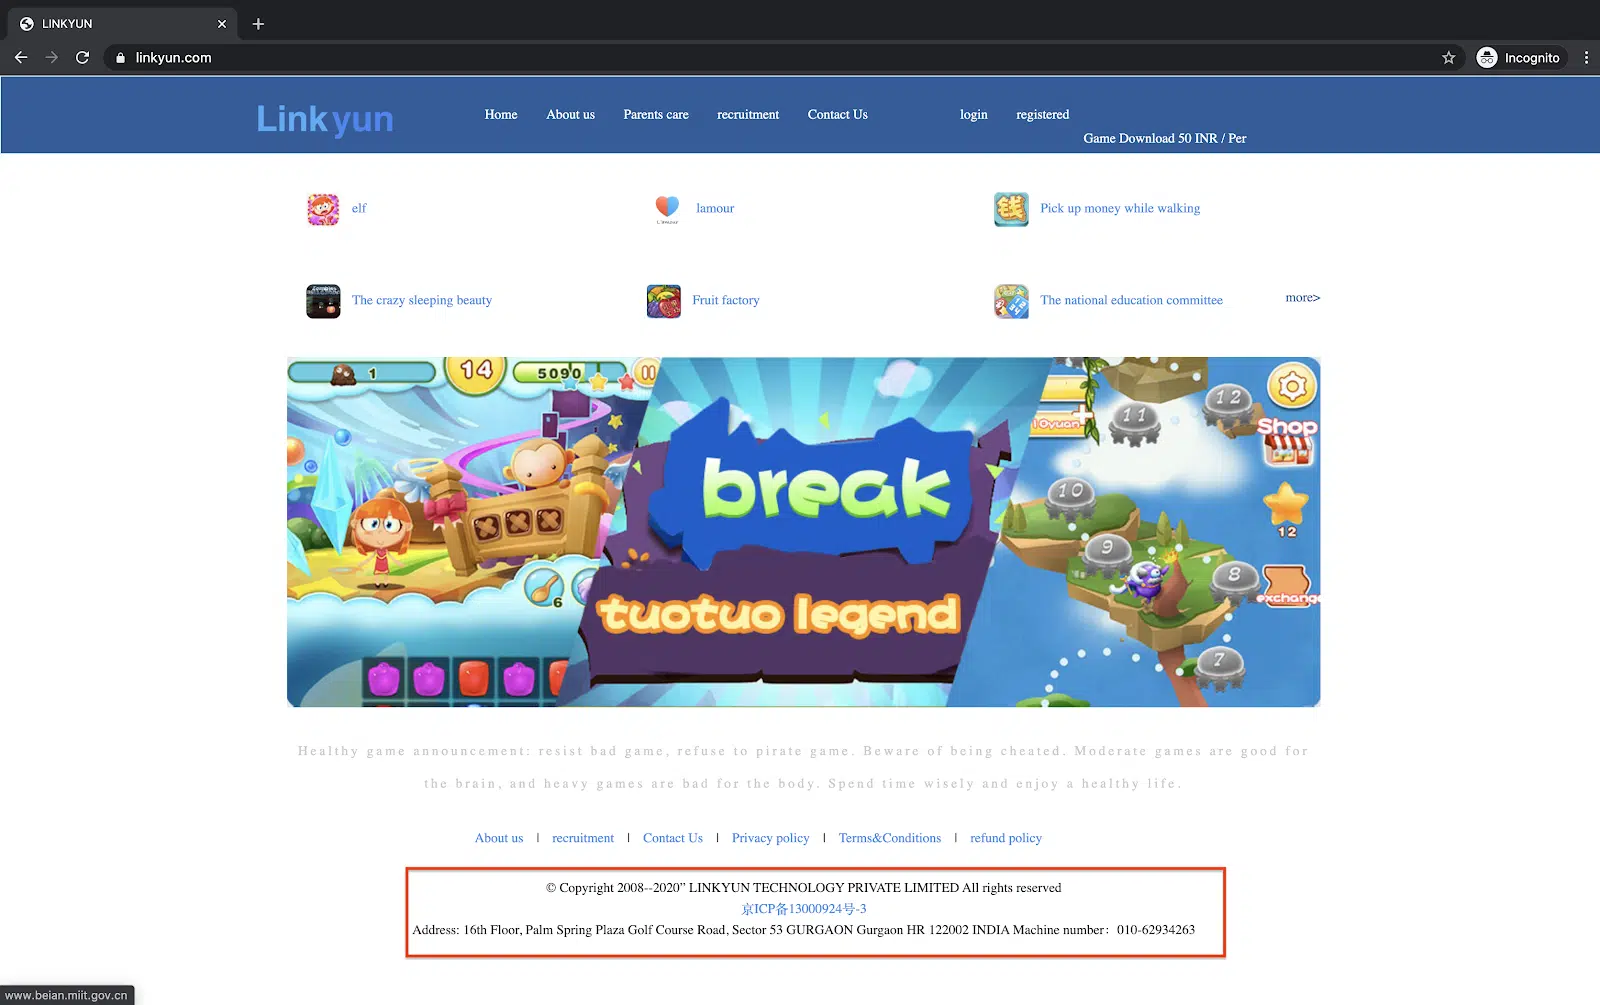 LINKYUN
linkyun.com
Incognito
Linkyun
Home About us Parents care recruitment Contact Us login registered
Game Download 50 INR / Per
elf lamour Pick up money while walking
钱
The crazy sleeping beauty Fruit factory The national education committee more>
1 14 5090
break
tuotuo legend
6
10yuan
11 12
Shop
10
12
9
8
exchange
7
Healthy game announcement: resist bad game, refuse to pirate game. Beware of being cheated. Moderate games are good for
the brain, and heavy games are bad for the body. Spend time wisely and enjoy a healthy life.
About us | recruitment | Contact Us | Privacy policy | Terms&Conditions | refund policy
© Copyright 2008--2020” LINKYUN TECHNOLOGY PRIVATE LIMITED All rights reserved
京ICP备13000924号-3
Address: 16th Floor, Palm Spring Plaza Golf Course Road, Sector 53 GURGAON Gurgaon HR 122002 INDIA Machine number：010-62934263
www.beian.miit.gov.cn